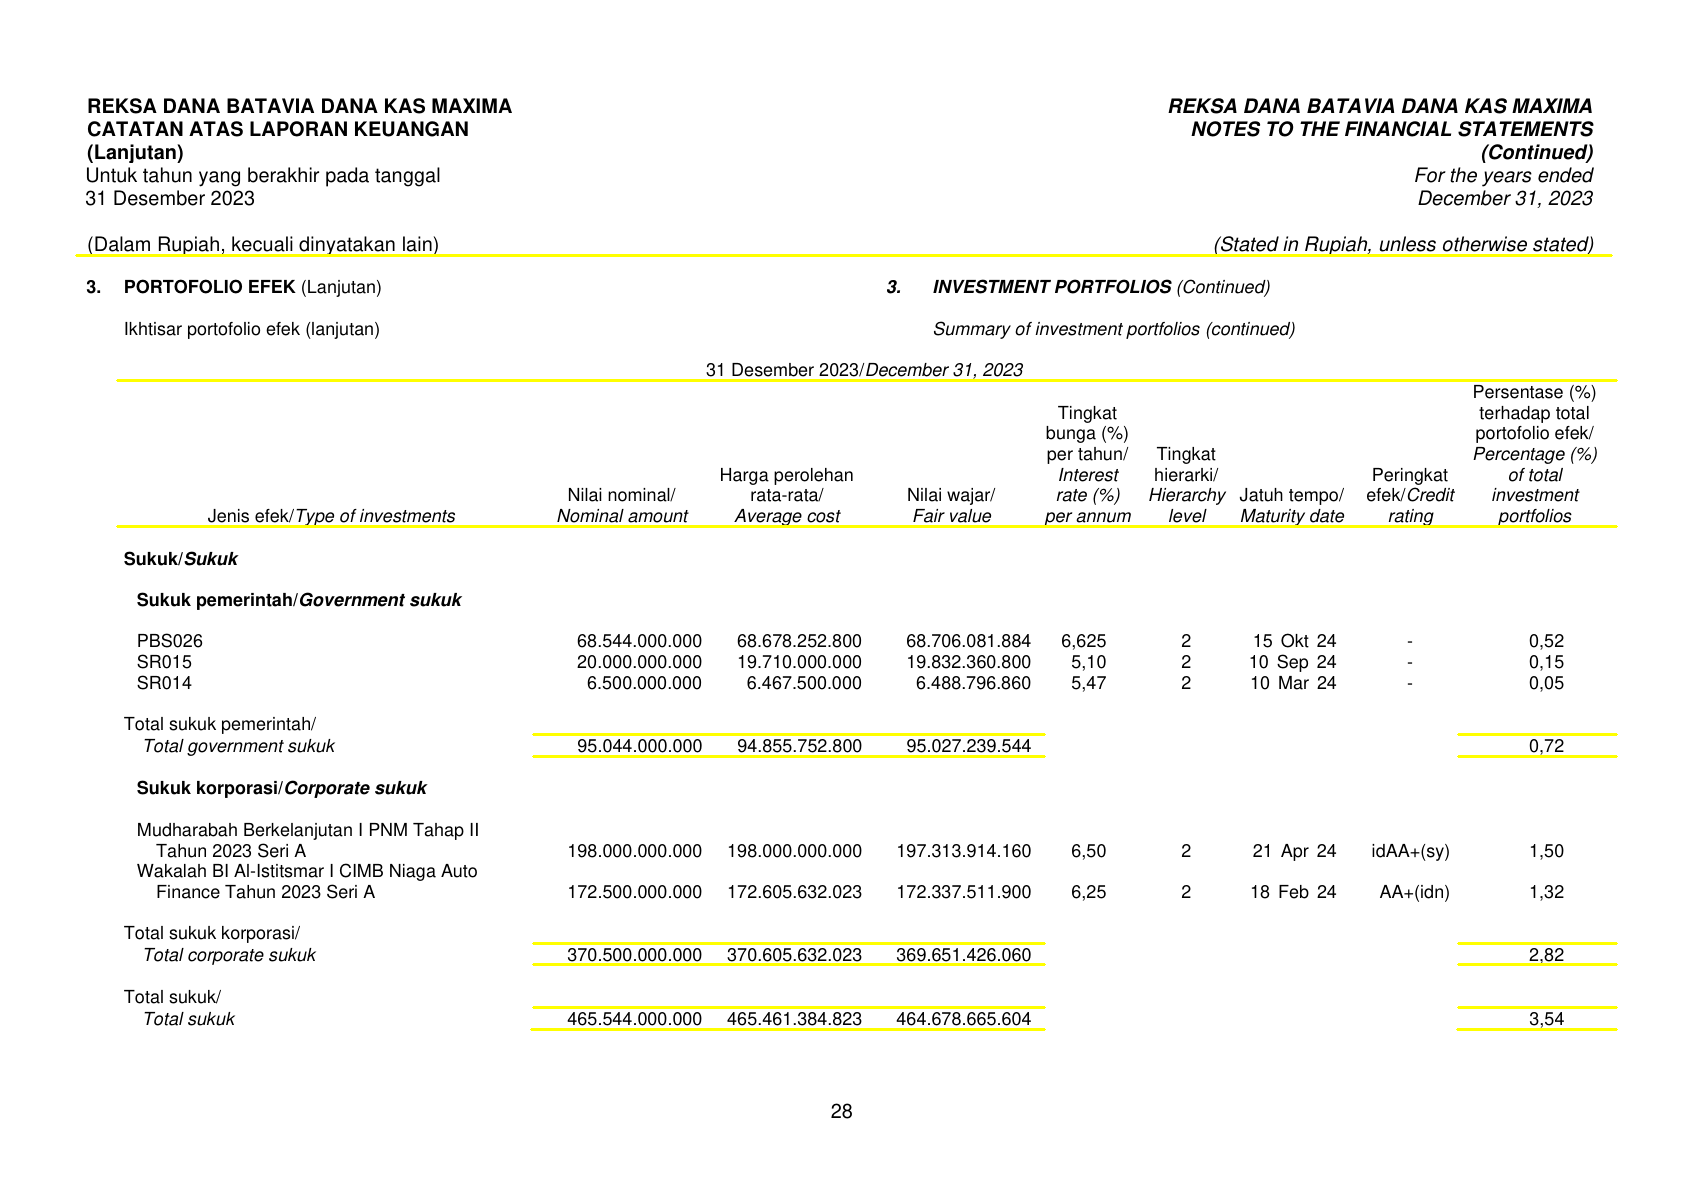 REKSA DANA BATAVIA DANA KAS MAXIMA
CATATAN ATAS LAPORAN KEUANGAN
(Lanjutan)
Untuk tahun yang berakhir pada tanggal
31 Desember 2023
(Dalam Rupiah, kecuali dinyatakan lain)
REKSA DANA BATAVIA DANA KAS MAXIMA
NOTES TO THE FINANCIAL STATEMENTS
(Continued)
For the years ended
December 31, 2023
(Stated in Rupiah, unless otherwise stated)
3. PORTOFOLIO EFEK (Lanjutan)
3. INVESTMENT PORTFOLIOS (Continued)
Ikhtisar portofolio efek (lanjutan)
Summary of investment portfolios (continued)
31 Desember 2023/December 31, 2023
Jenis efek/Type of investments
Nilai nominal/
Nominal amount
Harga perolehan
rata-rata/
Average cost
Nilai wajar/
Fair value
Tingkat
bunga (%)
per tahun/
Interest
rate (%)
per annum
Tingkat
hierarki/
Hierarchy
level
Jatuh tempo/
Maturity date
Peringkat
efek/Credit
rating
Persentase (%)
terhadap total
portofolio efek/
Percentage (%)
of total
investment
portfolios
Sukuk/Sukuk
Sukuk pemerintah/Government sukuk
PBS026 68.544.000.000 68.678.252.800 68.706.081.884 6,625 2 15 Okt 24 - 0,52
SR015 20.000.000.000 19.710.000.000 19.832.360.800 5,10 2 10 Sep 24 - 0,15
SR014 6.500.000.000 6.467.500.000 6.488.796.860 5,47 2 10 Mar 24 - 0,05
Total sukuk pemerintah/
Total government sukuk 95.044.000.000 94.855.752.800 95.027.239.544 0,72
Sukuk korporasi/Corporate sukuk
Mudharabah Berkelanjutan I PNM Tahap II
Tahun 2023 Seri A 198.000.000.000 198.000.000.000 197.313.914.160 6,50 2 21 Apr 24 idAA+(sy) 1,50
Wakalah BI Al-Istitsmar I CIMB Niaga Auto
Finance Tahun 2023 Seri A 172.500.000.000 172.605.632.023 172.337.511.900 6,25 2 18 Feb 24 AA+(idn) 1,32
Total sukuk korporasi/
Total corporate sukuk 370.500.000.000 370.605.632.023 369.651.426.060 2,82
Total sukuk/
Total sukuk 465.544.000.000 465.461.384.823 464.678.665.604 3,54
28